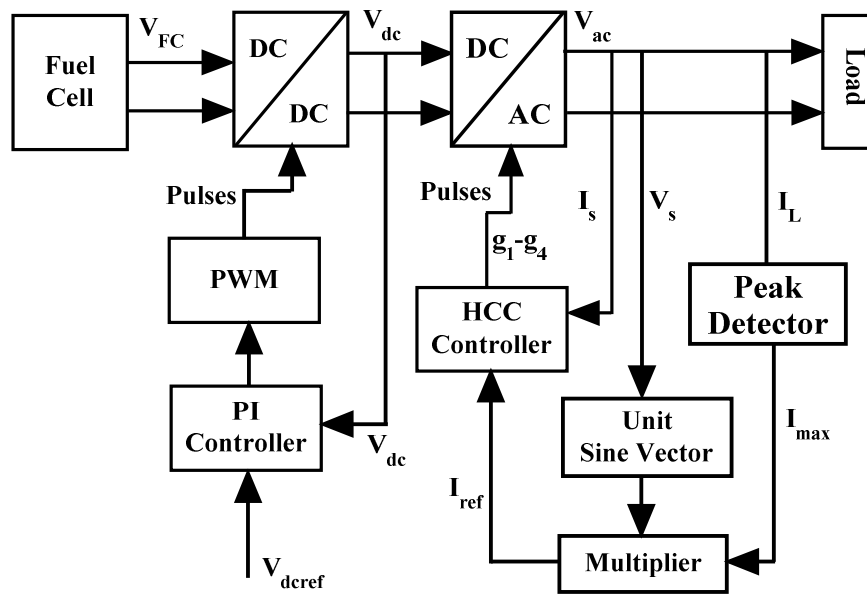 Fuel
Cell
V_FC
DC
DC
V_dc
DC
AC
V_ac
Load
Pulses
Pulses
I_s
V_s
I_L
g_1-g_4
PWM
HCC
Controller
Peak
Detector
PI
Controller
V_dc
Unit
Sine Vector
I_max
I_ref
V_dcref
Multiplier